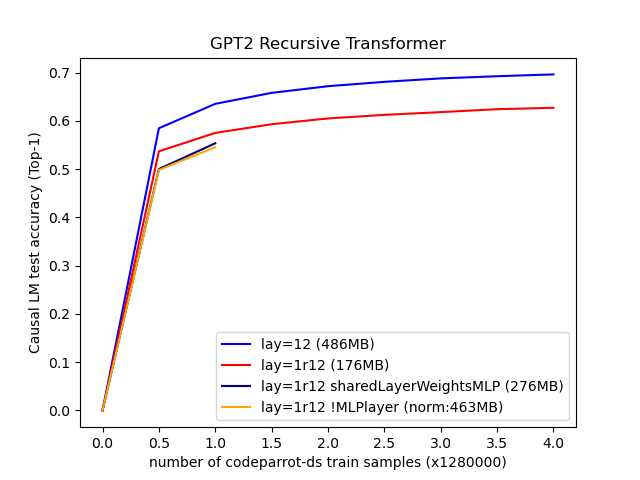 GPT2 Recursive Transformer
Causal LM test accuracy (Top-1)
0.7
0.6
0.5
0.4
0.3
0.2
0.1
0.0
lay=12 (486MB)
lay=1r12 (176MB)
lay=1r12 sharedLayerWeightsMLP (276MB)
lay=1r12 !MLPlayer (norm:463MB)
0.0 0.5 1.0 1.5 2.0 2.5 3.0 3.5 4.0
number of codeparrot-ds train samples (x1280000)